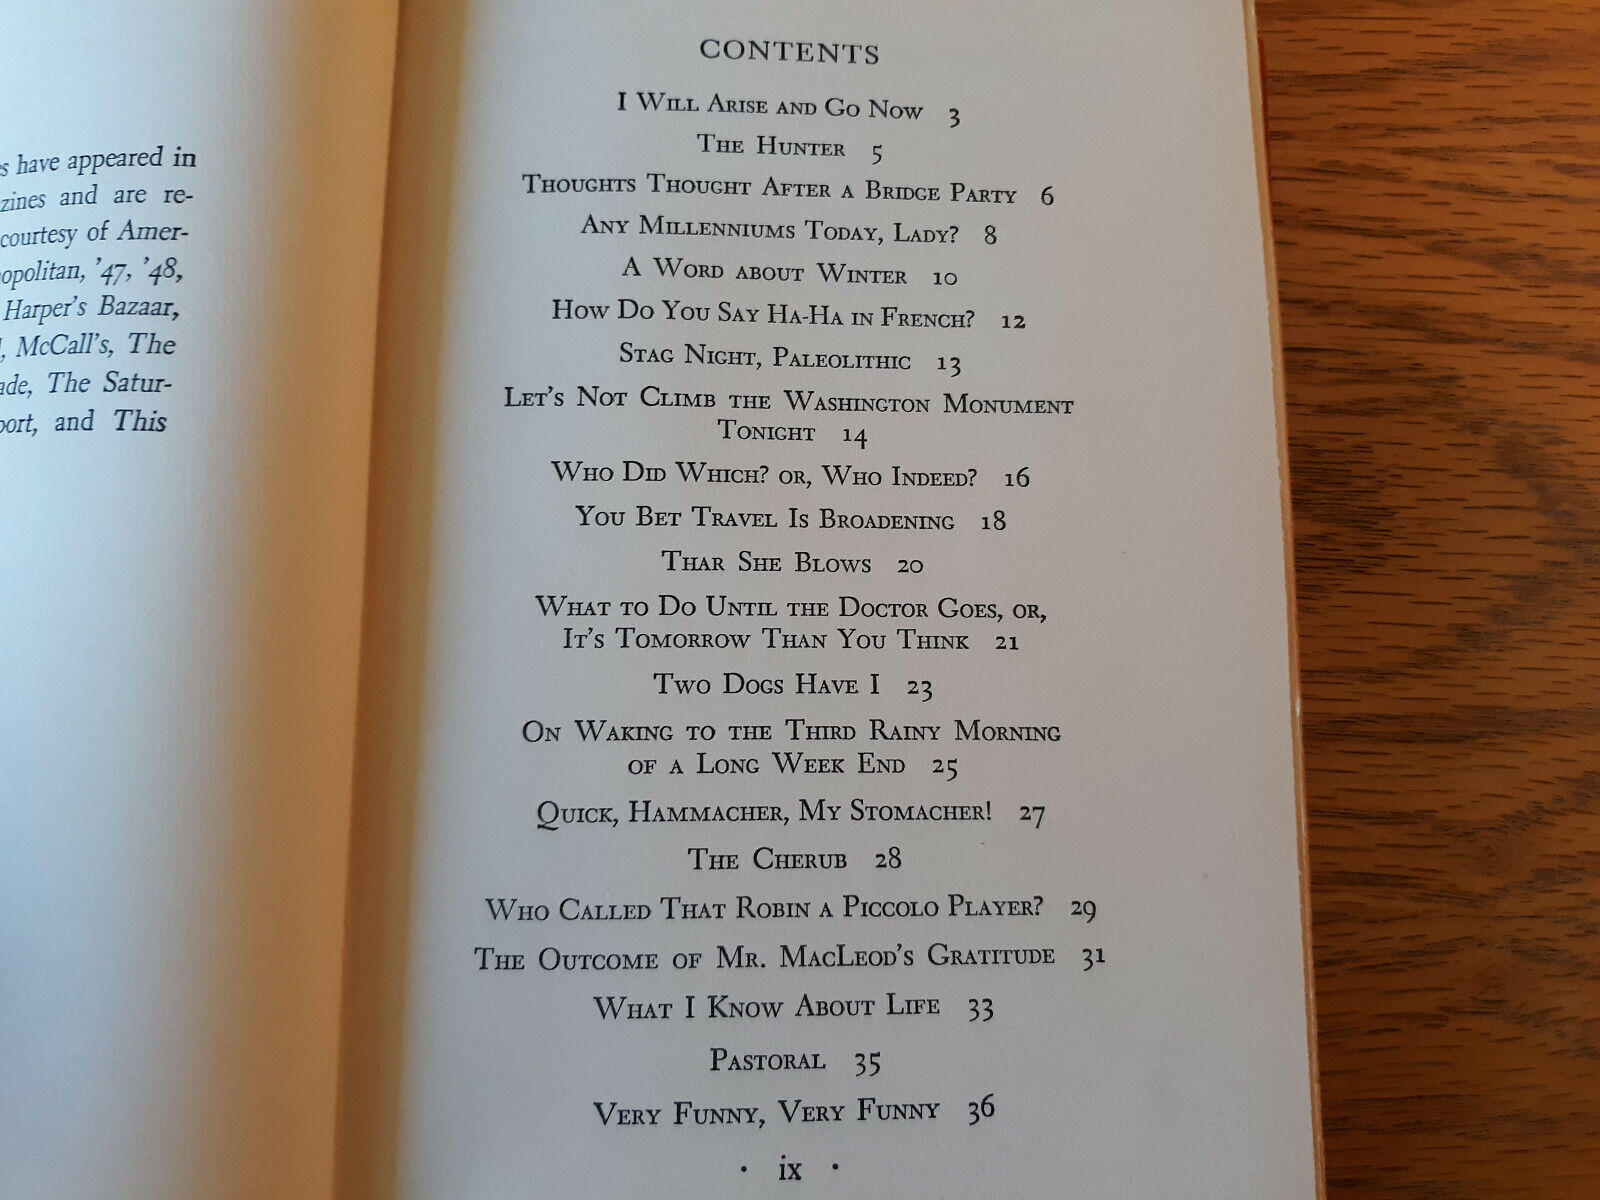 have appeared in
and are re-
courtesy of Amer-
'47, '48,
Harper's Bazaar,
McCall's, The
The Satur-
and This
CONTENTS
I Will Arise and Go Now 3
The Hunter 5
Thoughts Thought After a Bridge Party 6
Any Millenniums Today, Lady? 8
A Word about Winter 10
How Do You Say Ha-Ha in French? 12
Stag Night, Paleolithic 13
Let's Not Climb the Washington Monument
Tonight 14
Who Did Which? or, Who Indeed? 16
You Bet Travel Is Broadening 18
Thar She Blows 20
What to Do Until the Doctor Goes, or,
It's Tomorrow Than You Think 21
Two Dogs Have I 23
On Waking to the Third Rainy Morning
of a Long Week End 25
Quick, Hammacher, My Stomacher! 27
The Cherub 28
Who Called That Robin a Piccolo Player? 29
The Outcome of Mr. MacLeod's Gratitude 31
What I Know About Life 33
Pastoral 35
Very Funny, Very Funny 36
· ix ·